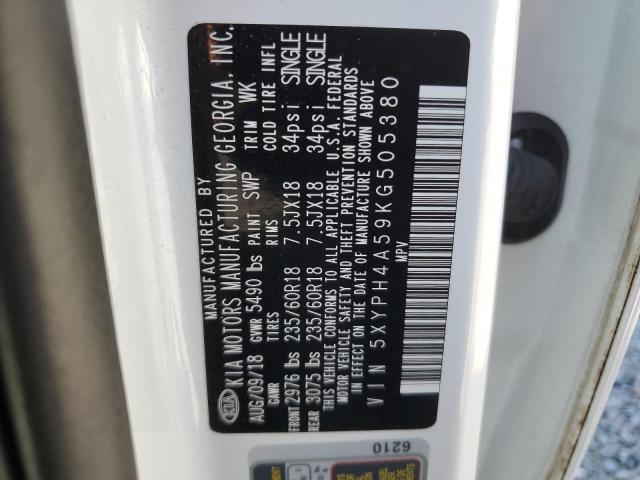 MANUFACTURED BY
KIA KIA MOTORS MANUFACTURING GEORGIA, INC.
AUG/09/18 GVWR 5490 lbs PAINT SWP TRIM WK
GAWR TIRES RIMS COLD TIRE INFL
FRONT 2976 lbs 235/60R18 7.5JX18 34psi SINGLE
REAR 3075 lbs 235/60R18 7.5JX18 34psi SINGLE
THIS VEHICLE CONFORMS TO ALL APPLICABLE U.S.A. FEDERAL
MOTOR VEHICLE SAFETY AND THEFT PREVENTION STANDARDS
IN EFFECT ON THE DATE OF MANUFACTURE SHOWN ABOVE
VIN 5XYPH4A59KG505380
MPV
6210